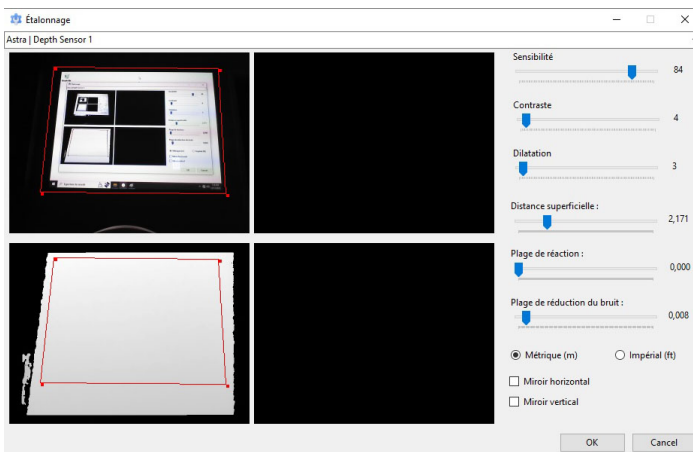 Étalonnage
Astra | Depth Sensor 1
Sensibilité
84
Contraste
4
Dilatation
3
Distance superficielle :
2,171
Plage de réaction :
0,000
Plage de réduction du bruit :
0,008
Métrique (m)
Impérial (ft)
Miroir horizontal
Miroir vertical
OK
Cancel